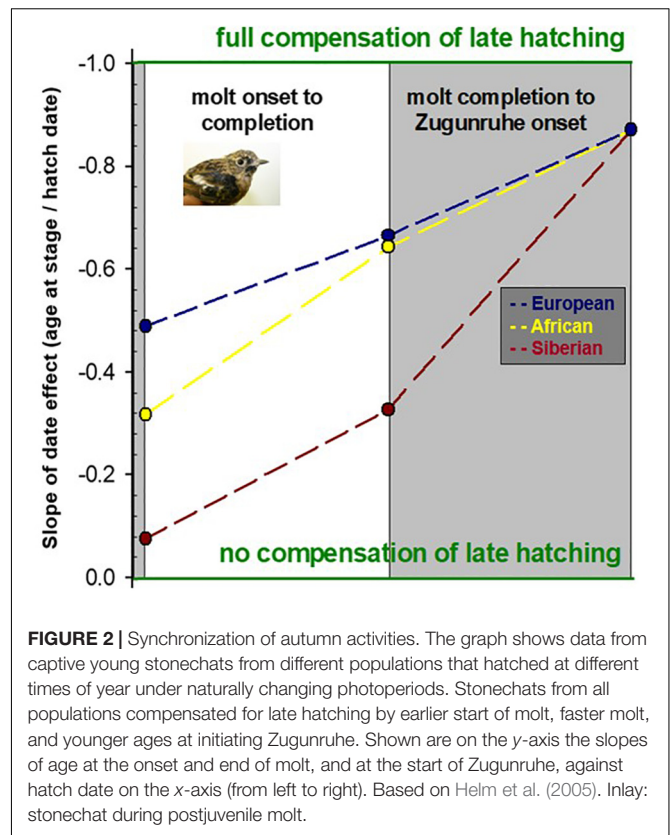 full compensation of late hatching
-1.0
-0.8
-0.6
-0.4
-0.2
0.0
Slope of date effect (age at stage / hatch date)
molt onset to
completion
molt completion to
Zugunruhe onset
-- European
-- African
-- Siberian
no compensation of late hatching
FIGURE 2 | Synchronization of autumn activities. The graph shows data from
captive young stonechats from different populations that hatched at different
times of year under naturally changing photoperiods. Stonechats from all
populations compensated for late hatching by earlier start of molt, faster molt,
and younger ages at initiating Zugunruhe. Shown are on the y-axis the slopes
of age at the onset and end of molt, and at the start of Zugunruhe, against
hatch date on the x-axis (from left to right). Based on Helm et al. (2005). Inlay:
stonechat during postjuvenile molt.